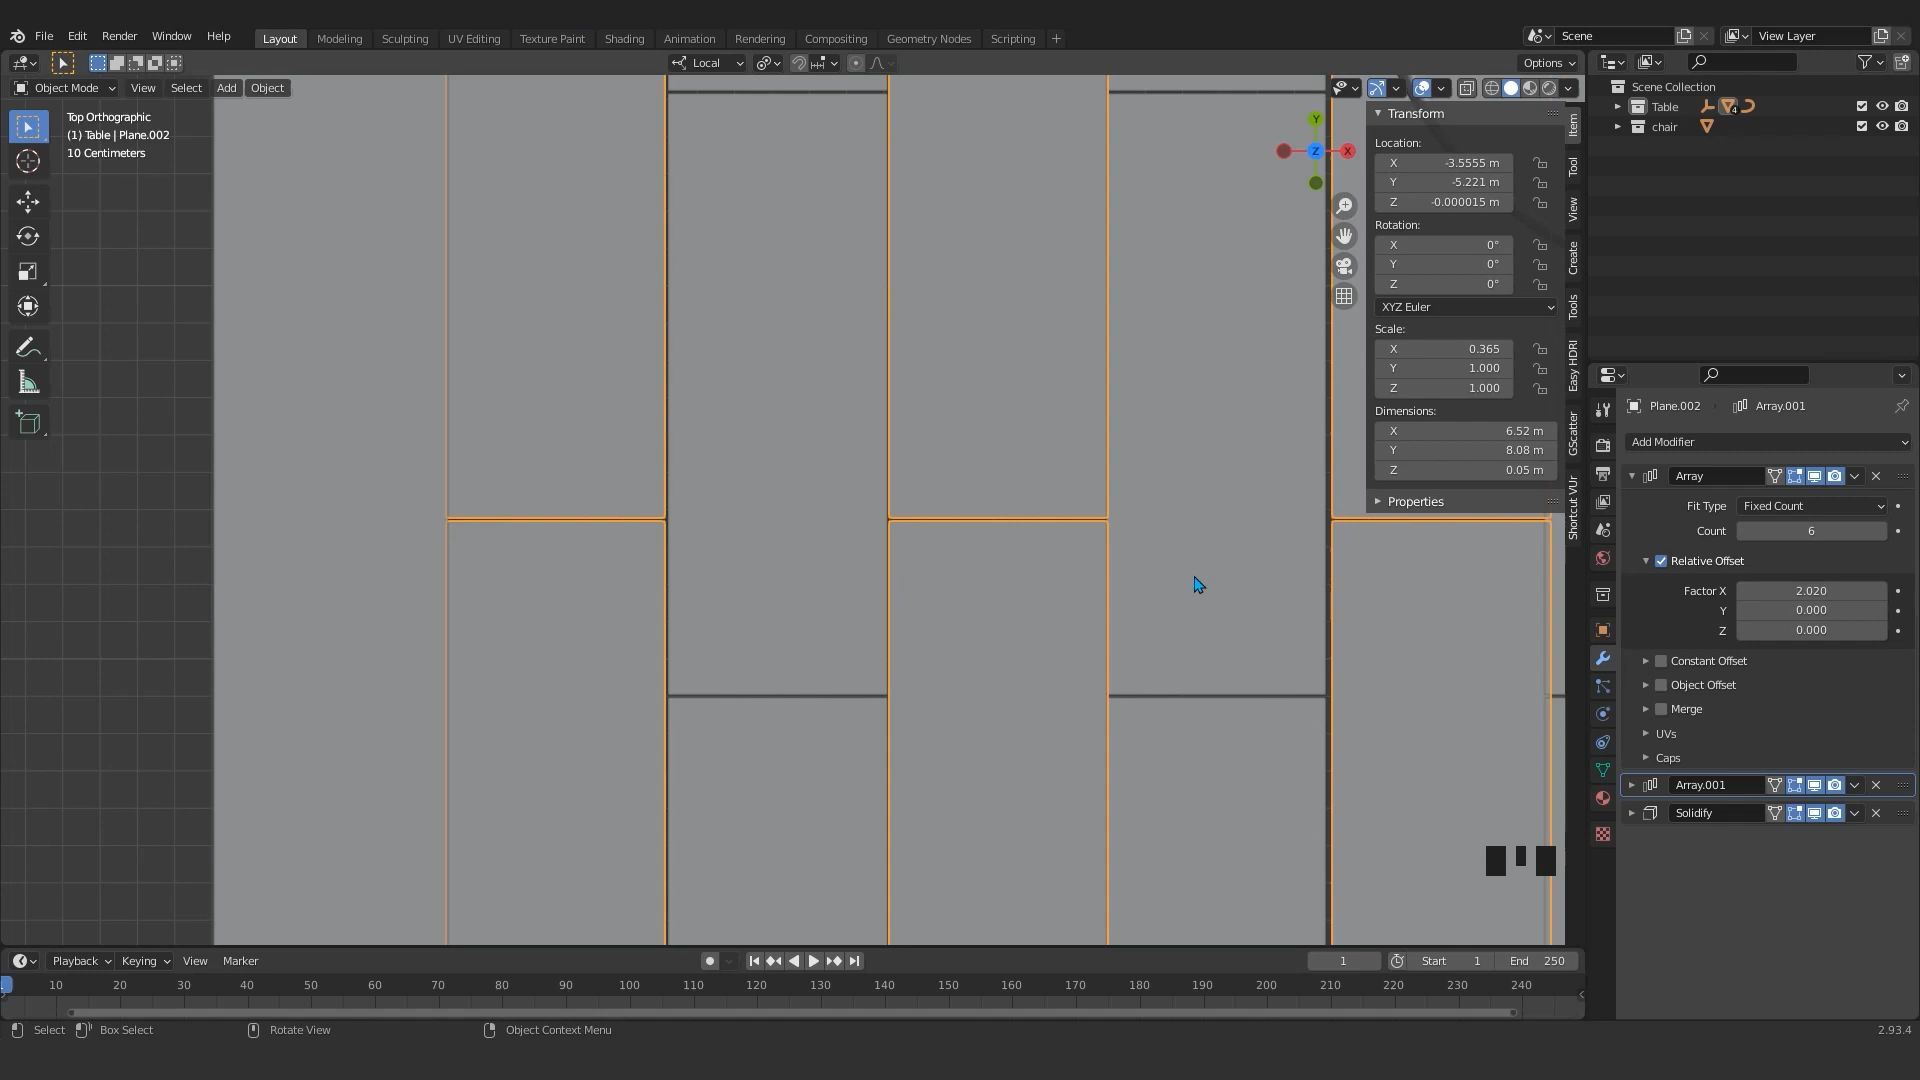 File Edit Render Window Help
Layout Modeling Sculpting UV Editing Texture Paint Shading Animation Rendering Compositing Geometry Nodes Scripting +
Scene
View Layer
Local
Options
Object Mode View Select Add Object
Top Orthographic
(1) Table | Plane.002
10 Centimeters
Y
Z
X
Transform
Location:
X -3.5555 m
Y -5.221 m
Z -0.000015 m
Rotation:
X 0°
Y 0°
Z 0°
XYZ Euler
Scale:
X 0.365
Y 1.000
Z 1.000
Dimensions:
X 6.52 m
Y 8.08 m
Z 0.05 m
Properties
Item
Tool
View
Create
Tools
Easy HDRI
GScatter
Shortcut VUr
Scene Collection
Table 4
chair
Plane.002 Array.001
Add Modifier
Array
Fit Type Fixed Count
Count 6
Relative Offset
Factor X 2.020
Y 0.000
Z 0.000
Constant Offset
Object Offset
Merge
UVs
Caps
Array.001
Solidify
Playback Keying View Marker
1 Start 1 End 250
1 10 20 30 40 50 60 70 80 90 100 110 120 130 140 150 160 170 180 190 200 210 220 230 240
Select Box Select Rotate View Object Context Menu
2.93.4